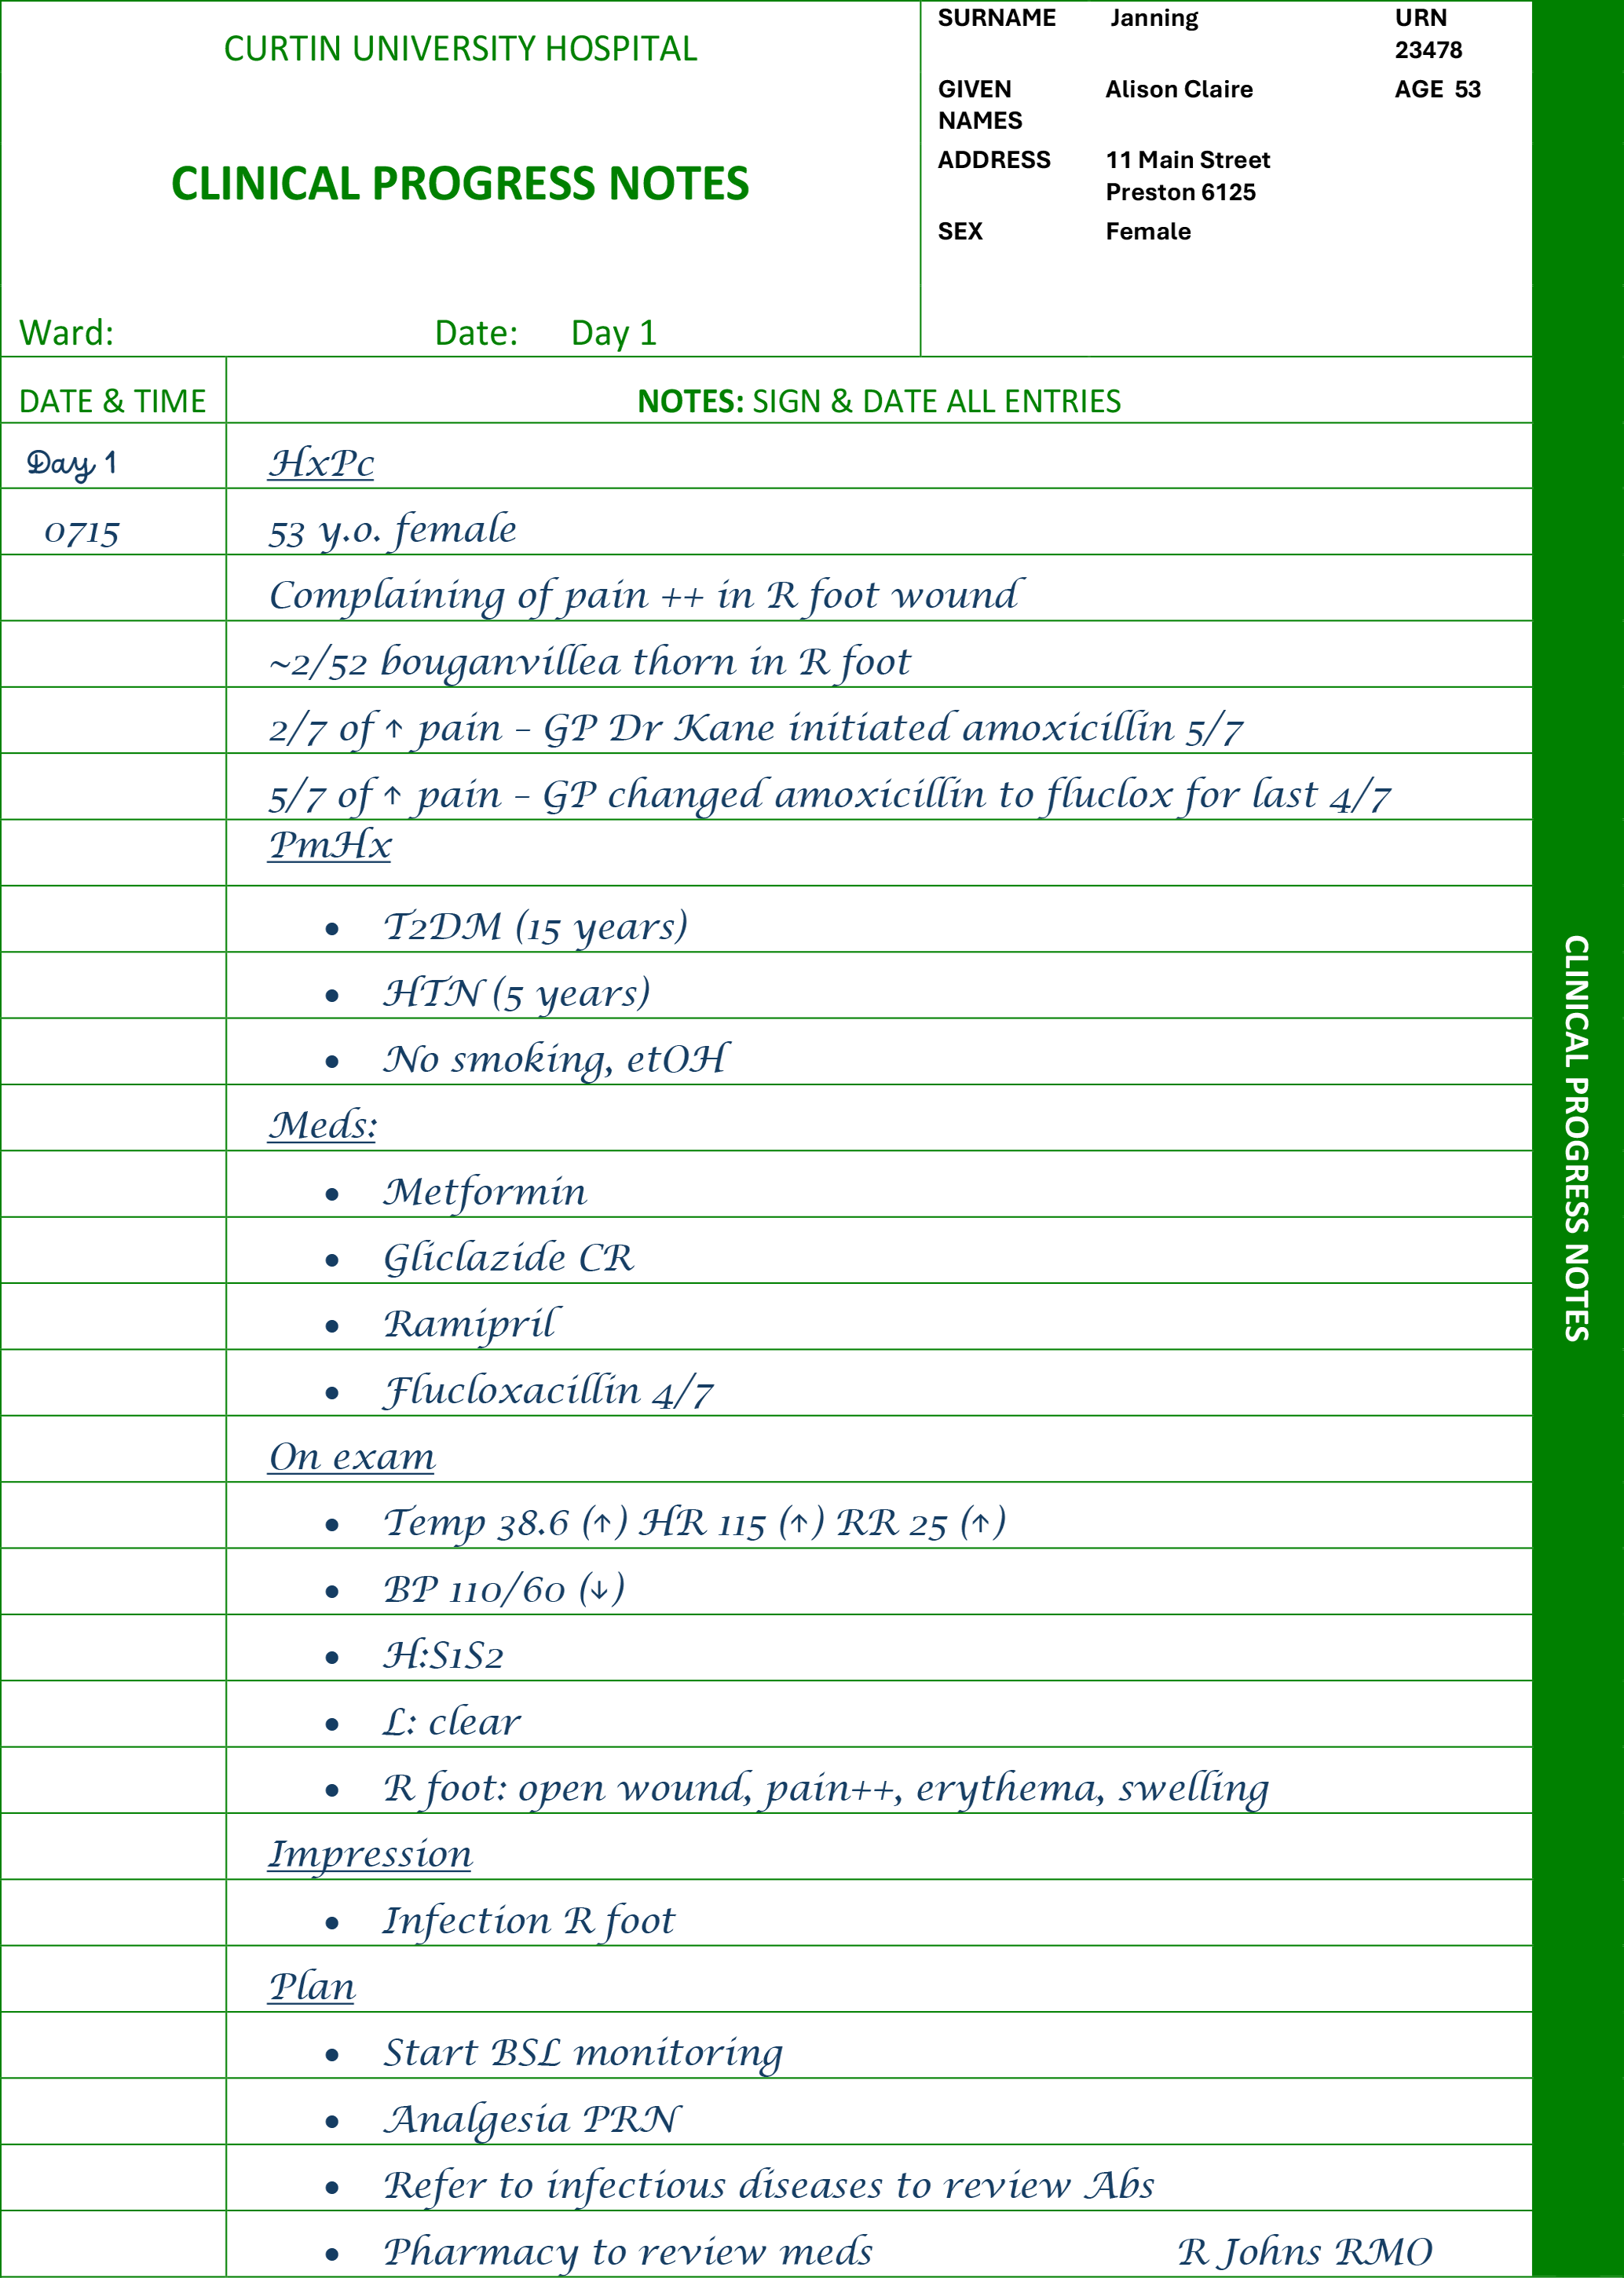 CURTIN UNIVERSITY HOSPITAL
CLINICAL PROGRESS NOTES
SURNAME Janning URN
23478
GIVEN Alison Claire AGE 53
NAMES
ADDRESS 11 Main Street
Preston 6125
SEX Female
Ward: Date: Day 1
DATE & TIME NOTES: SIGN & DATE ALL ENTRIES
Day 1 HxPc
0715 53 y.o. female
Complaining of pain ++ in R foot wound
~2/52 bouganvillea thorn in R foot
2/7 of ↑ pain – GP Dr Kane initiated amoxicillin 5/7
5/7 of ↑ pain – GP changed amoxicillin to fluclox for last 4/7
PmHx
• T2DM (15 years)
• HTN (5 years)
• No smoking, etOH
Meds:
• Metformin
• Gliclazide CR
• Ramipril
• Flucloxacillin 4/7
On exam
• Temp 38.6 (↑) HR 115 (↑) RR 25 (↑)
• BP 110/60 (↓)
• H:S1S2
• L: clear
• R foot: open wound, pain++, erythema, swelling
Impression
• Infection R foot
Plan
• Start BSL monitoring
• Analgesia PRN
• Refer to infectious diseases to review Abs
• Pharmacy to review meds R Johns RMO
CLINICAL PROGRESS NOTES